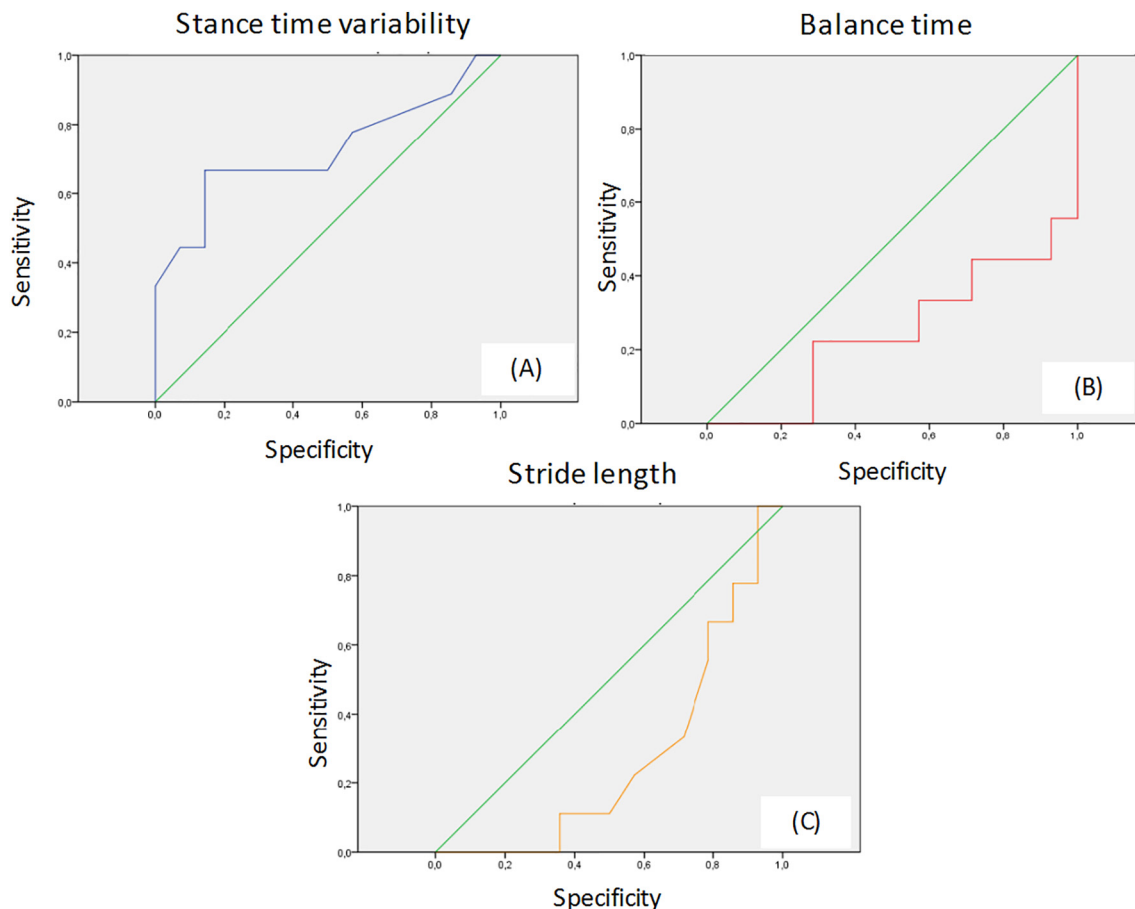 Stance time variability
1,0
0,8
0,6
0,4
0,2
0,0
Sensitivity
(A)
0,0 0,2 0,4 0,6 0,8 1,0
Specificity
Balance time
1,0
0,8
0,6
0,4
0,2
0,0
Sensitivity
(B)
0,0 0,2 0,4 0,6 0,8 1,0
Specificity
Stride length
1,0
0,8
0,6
0,4
0,2
0,0
Sensitivity
(C)
0,0 0,2 0,4 0,6 0,8 1,0
Specificity